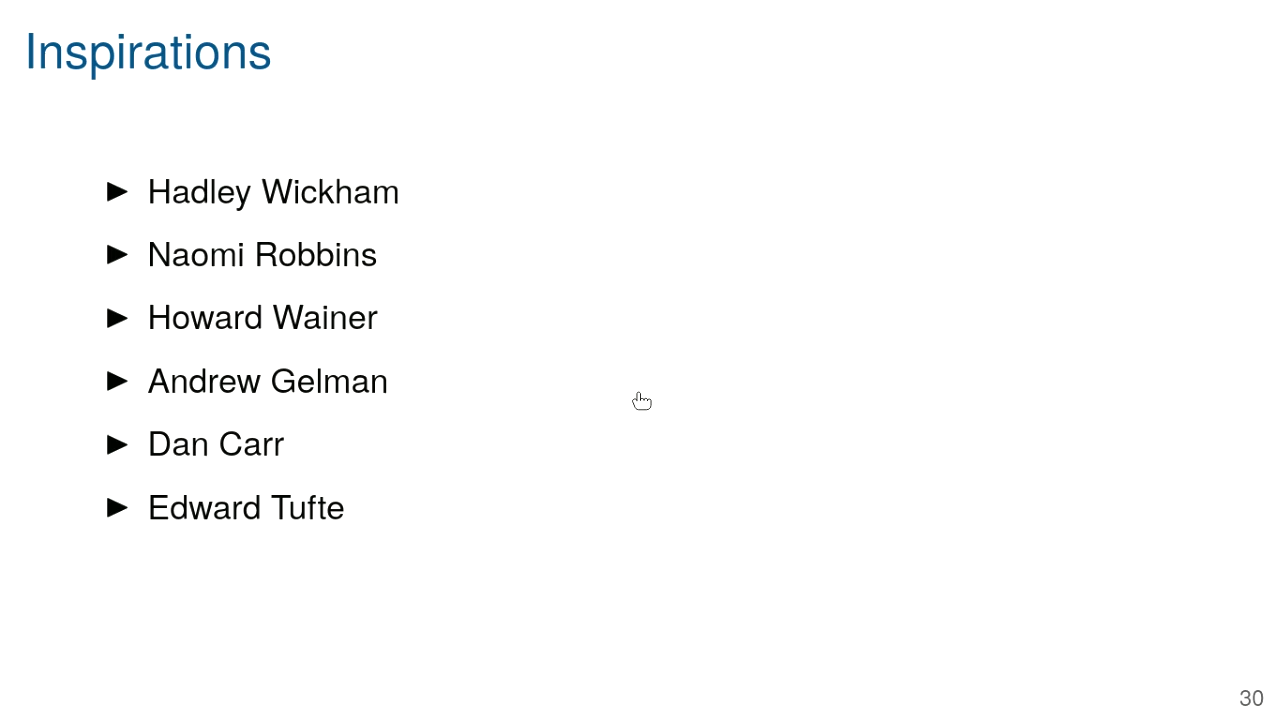 Inspirations
▶ Hadley Wickham
▶ Naomi Robbins
▶ Howard Wainer
▶ Andrew Gelman
▶ Dan Carr
▶ Edward Tufte
30